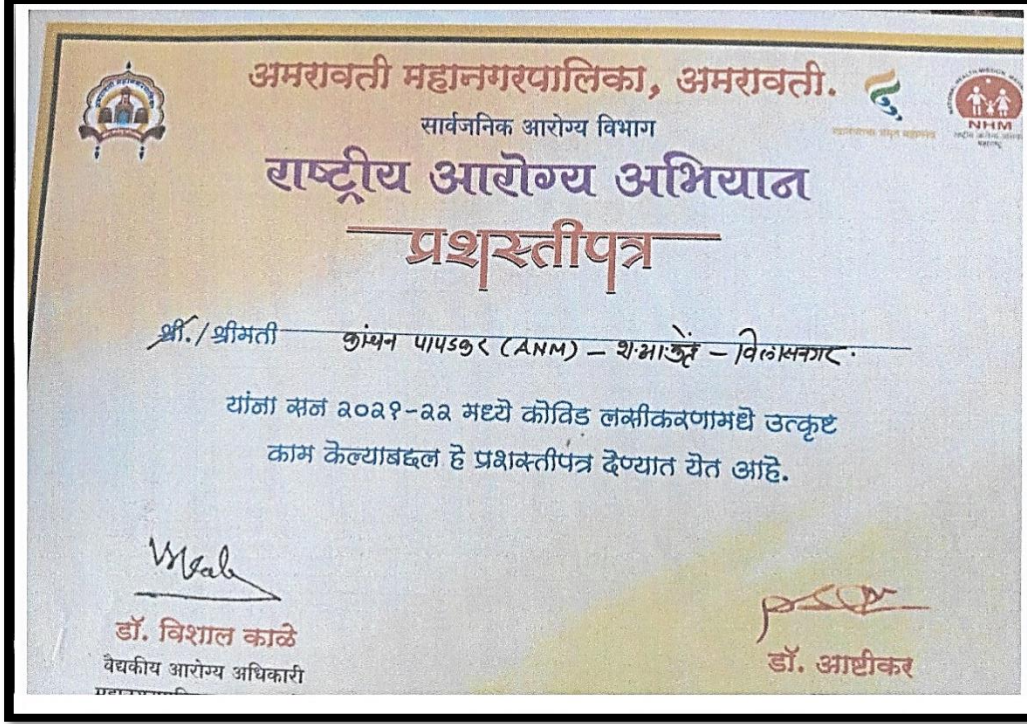 अमरावती महानगरपालिका, अमरावती.
सार्वजनिक आरोग्य विभाग
राष्ट्रीय आरोग्य अभियान
NHM
प्रशस्तीपत्र
श्री./श्रीमती कांचन पापडकर (ANM) – श.आ.केंद्र – विलासनगर.
यांना सन २०२१-२२ मध्ये कोविड लसीकरणामधे उत्कृष्ट
काम केल्याबद्दल हे प्रशस्तीपत्र देण्यात येत आहे.
डॉ. विशाल काळे
वैद्यकीय आरोग्य अधिकारी
डॉ. आष्टीकर